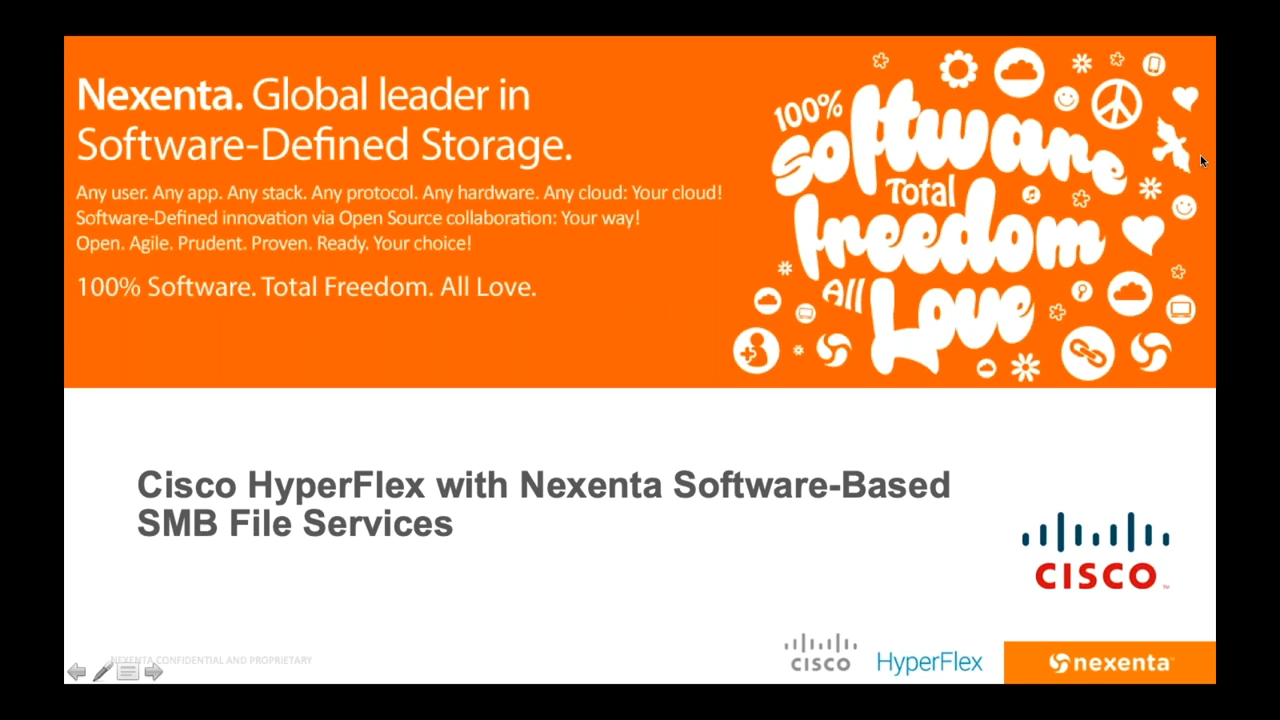 Nexenta. Global leader in
Software-Defined Storage.
Any user. Any app. Any stack. Any protocol. Any hardware. Any cloud: Your cloud!
Software-Defined innovation via Open Source collaboration: Your way!
Open. Agile. Prudent. Proven. Ready. Your choice!
100% Software. Total Freedom. All Love.
100%
Software
Total
freedom
All
Love
Cisco HyperFlex with Nexenta Software-Based
SMB File Services
CISCO™
NEXENTA CONFIDENTIAL AND PROPRIETARY
CISCO
HyperFlex
nexenta